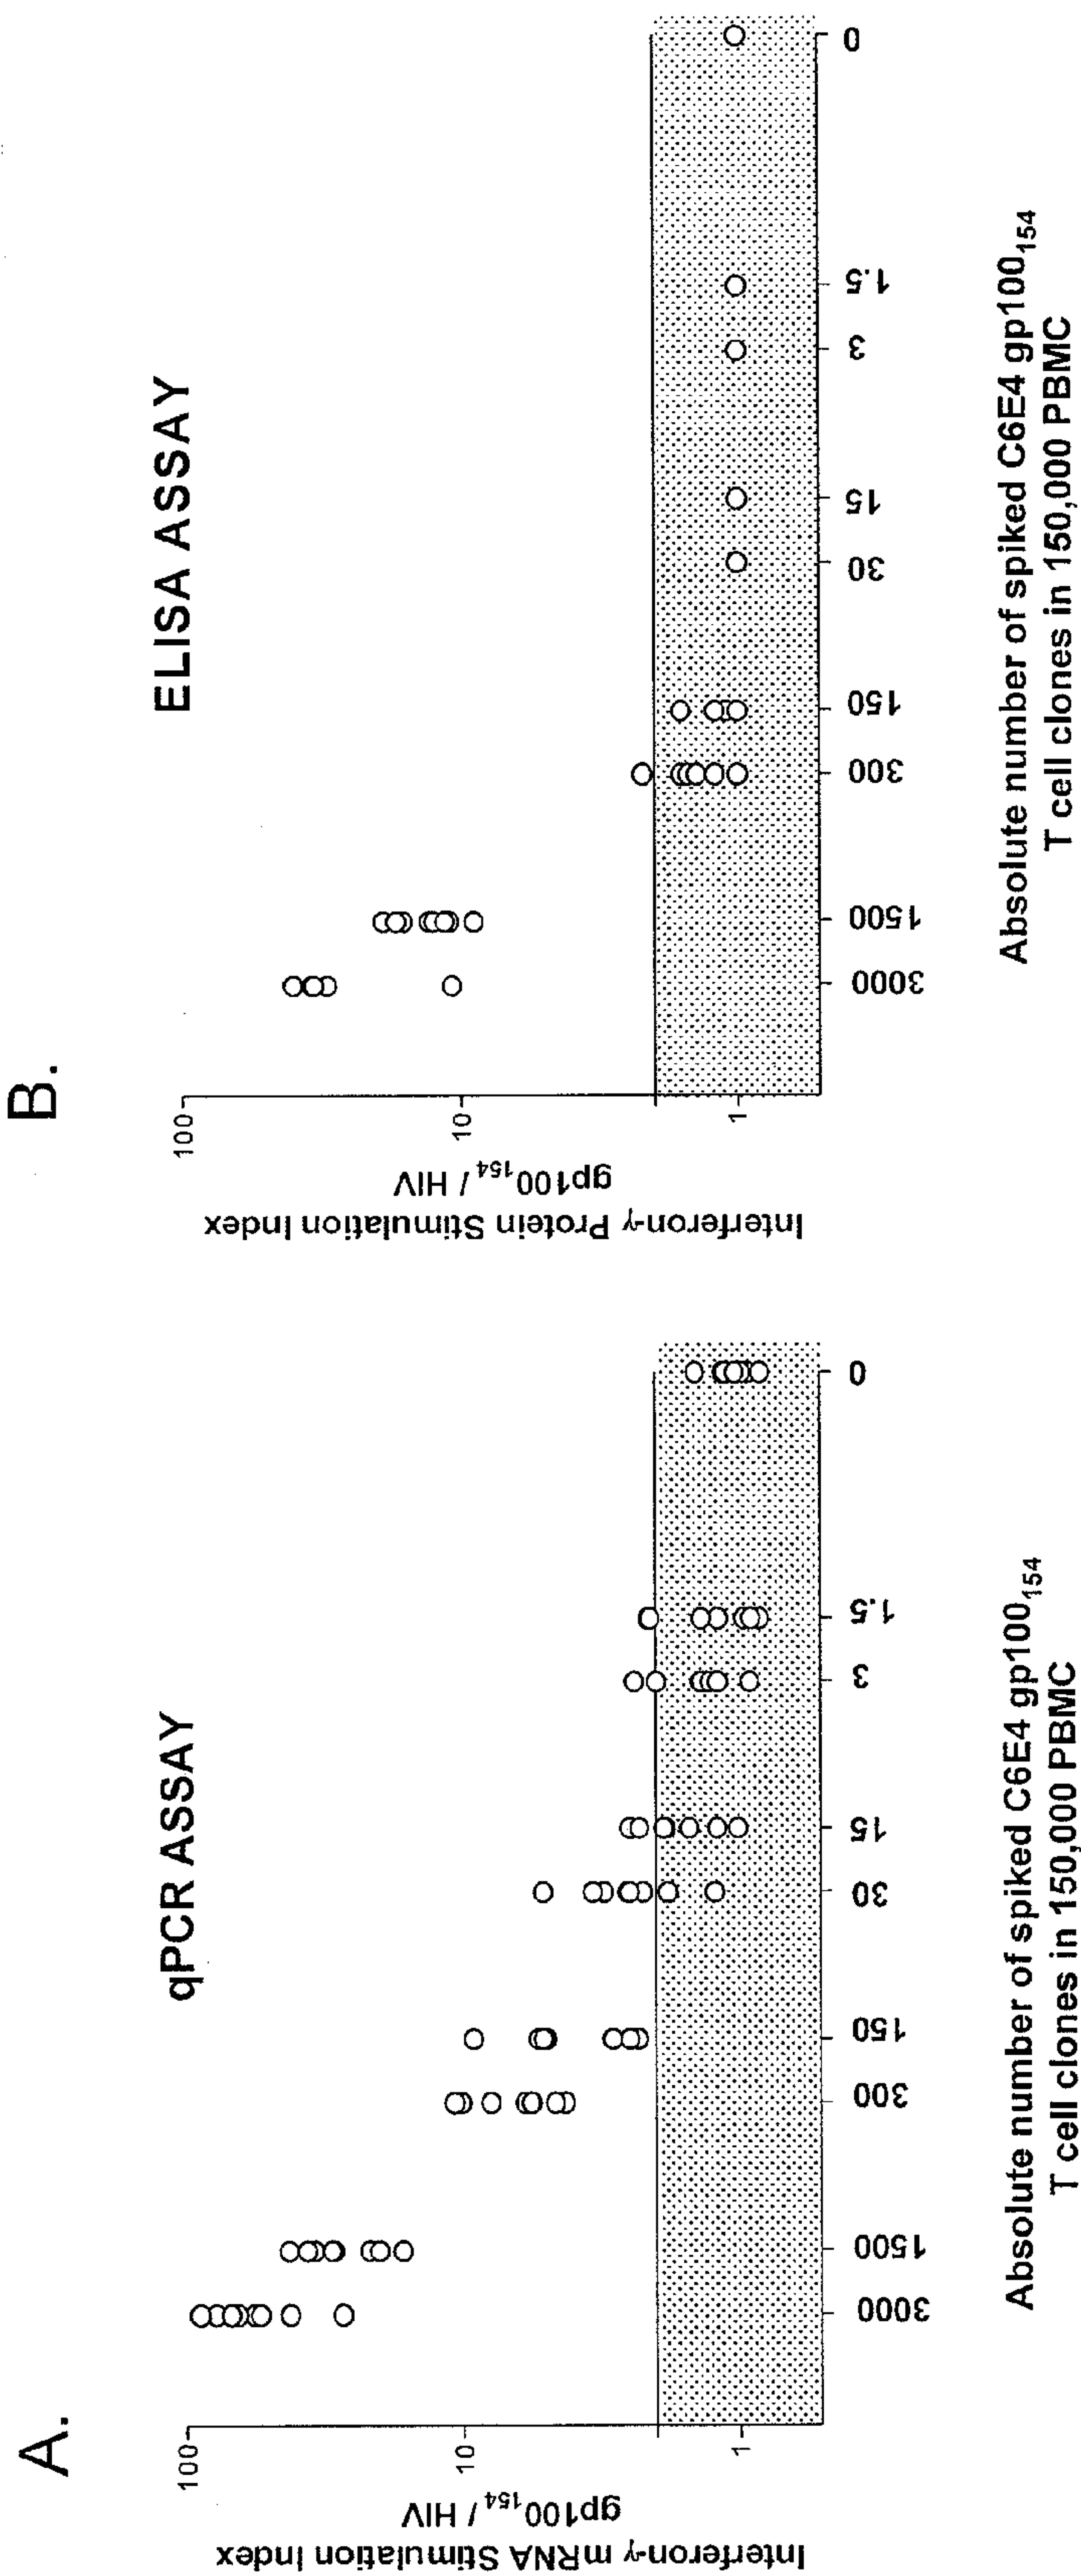 A.
qPCR ASSAY
Interferon-γ mRNA Stimulation Index
gp100₁₅₄ / HIV
100
10
1
3000
1500
300
150
30
15
3
1.5
0
Absolute number of spiked C6E4 gp100₁₅₄
T cell clones in 150,000 PBMC
B.
ELISA ASSAY
Interferon-γ Protein Stimulation Index
gp100₁₅₄ / HIV
100
10
1
3000
1500
300
150
30
15
3
1.5
0
Absolute number of spiked C6E4 gp100₁₅₄
T cell clones in 150,000 PBMC